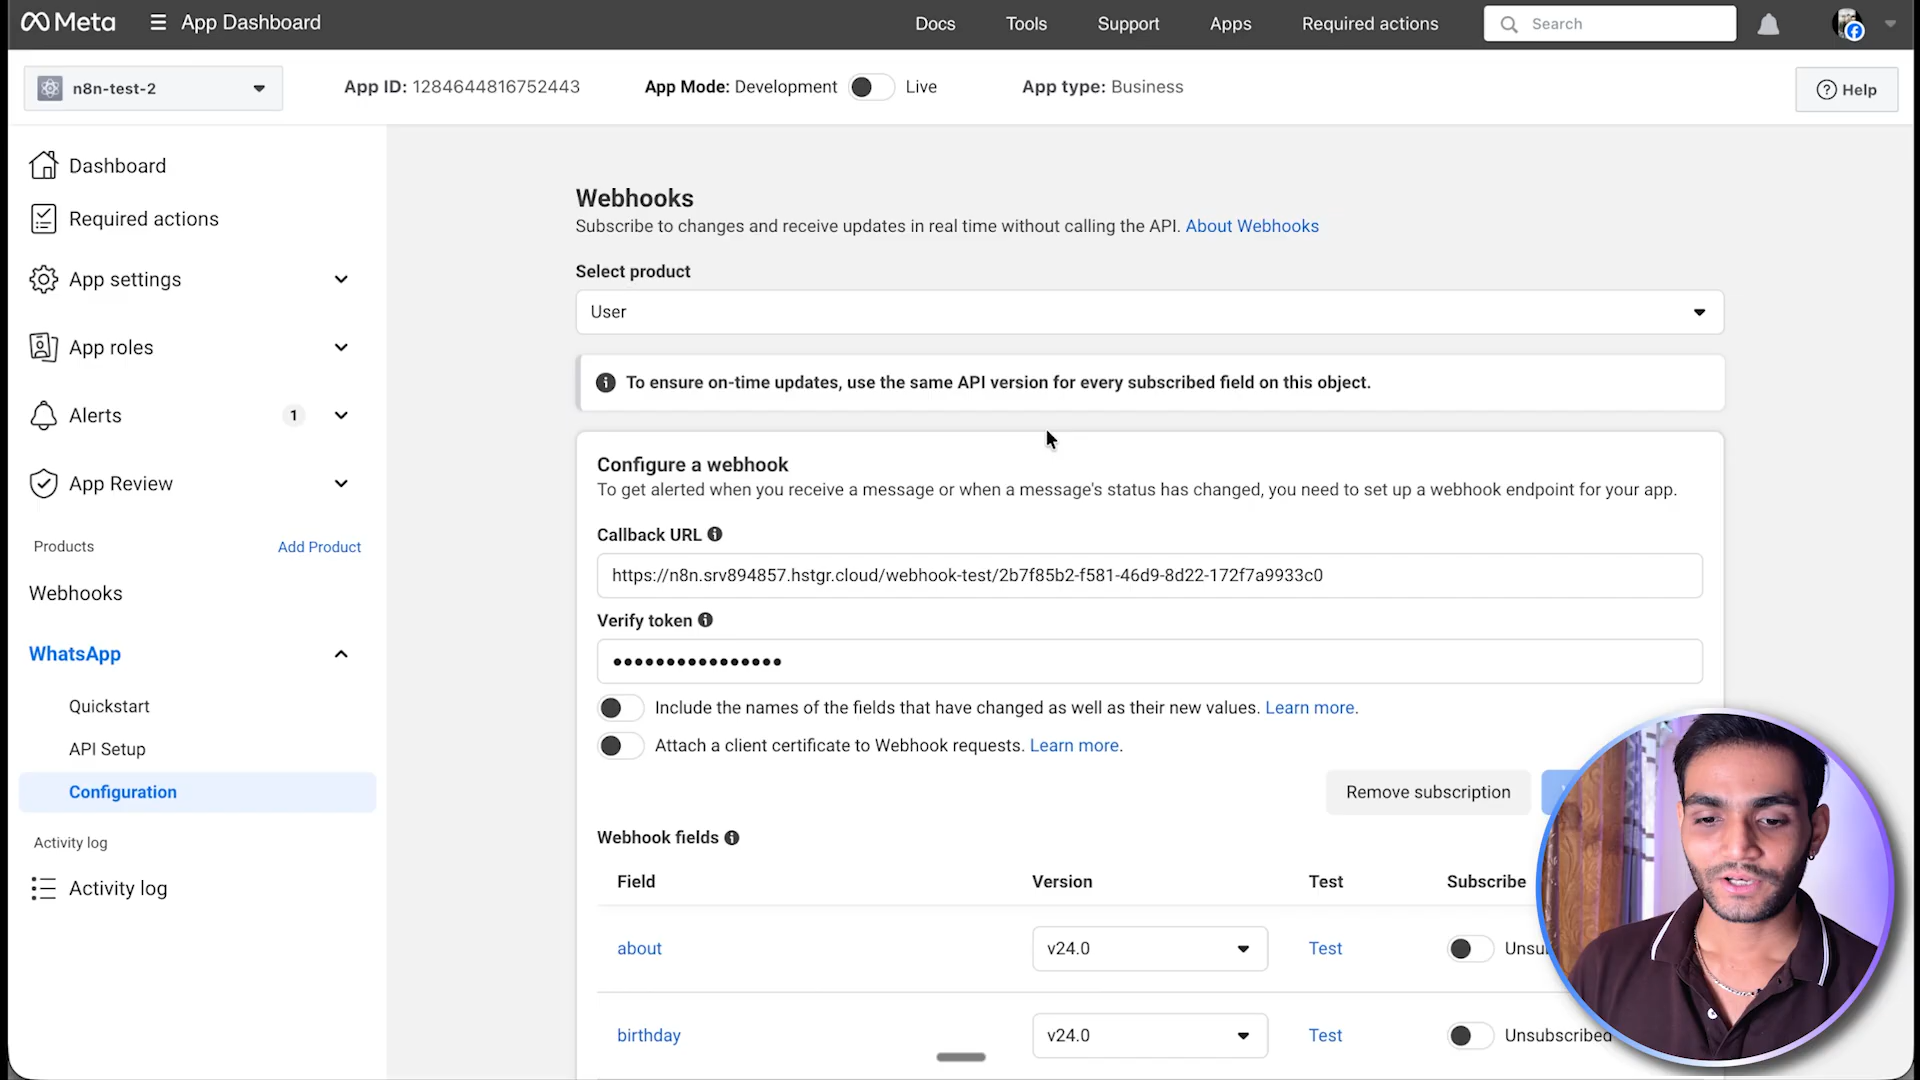 Meta
App Dashboard
Docs
Tools
Support
Apps
Required actions
Search
n8n-test-2
App ID: 1284644816752443
App Mode: Development
Live
App type: Business
Help
Dashboard
Required actions
App settings
App roles
Alerts
1
App Review
Products
Add Product
Webhooks
WhatsApp
Quickstart
API Setup
Configuration
Activity log
Activity log
Webhooks
Subscribe to changes and receive updates in real time without calling the API. About Webhooks
Select product
User
To ensure on-time updates, use the same API version for every subscribed field on this object.
Configure a webhook
To get alerted when you receive a message or when a message's status has changed, you need to set up a webhook endpoint for your app.
Callback URL
https://n8n.srv894857.hstgr.cloud/webhook-test/2b7f85b2-f581-46d9-8d22-172f7a9933c0
Verify token
••••••••••••••••
Include the names of the fields that have changed as well as their new values. Learn more.
Attach a client certificate to Webhook requests. Learn more.
Remove subscription
Webhook fields
Field Version Test Subscribe
about v24.0 Test
birthday v24.0 Test Unsubscribed